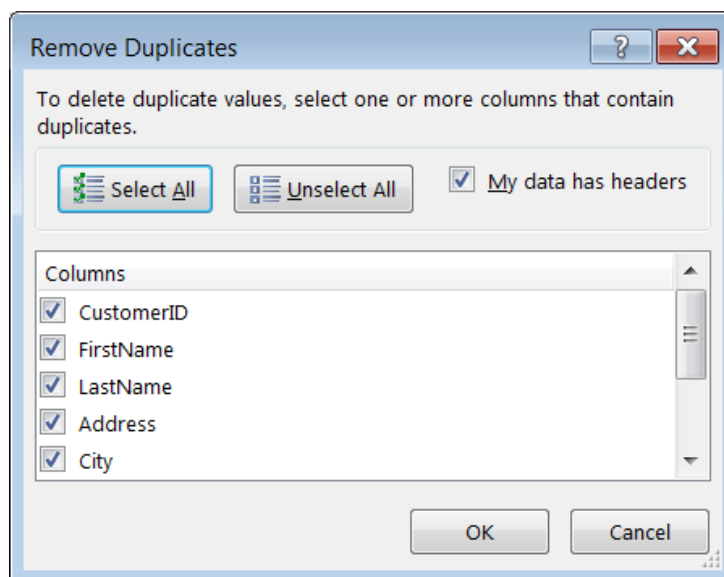 Remove Duplicates
To delete duplicate values, select one or more columns that contain
duplicates.
Select All
Unselect All
My data has headers
Columns
CustomerID
FirstName
LastName
Address
City
OK
Cancel